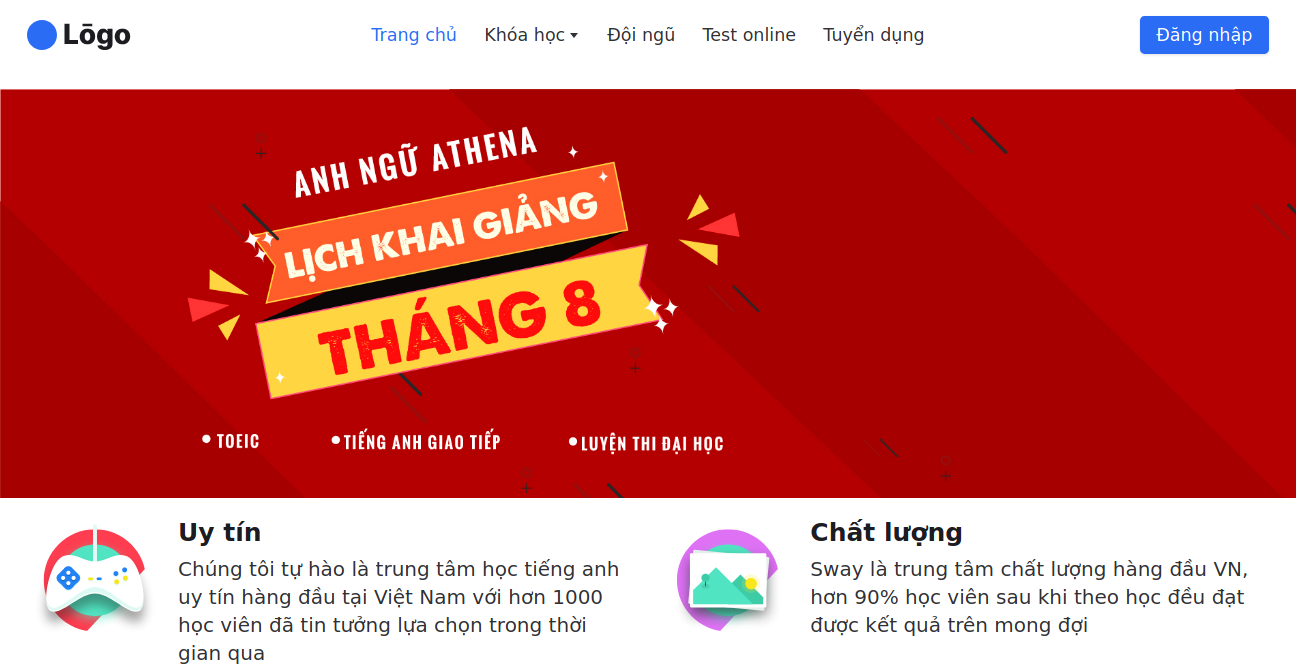 Lōgo
Trang chủ
Khóa học
Đội ngũ
Test online
Tuyển dụng
Đăng nhập
ANH NGỮ ATHENA
LỊCH KHAI GIẢNG
THÁNG 8
TOEIC
TIẾNG ANH GIAO TIẾP
LUYỆN THI ĐẠI HỌC
Uy tín
Chúng tôi tự hào là trung tâm học tiếng anh
uy tín hàng đầu tại Việt Nam với hơn 1000
học viên đã tin tưởng lựa chọn trong thời
gian qua
Chất lượng
Sway là trung tâm chất lượng hàng đầu VN,
hơn 90% học viên sau khi theo học đều đạt
được kết quả trên mong đợi